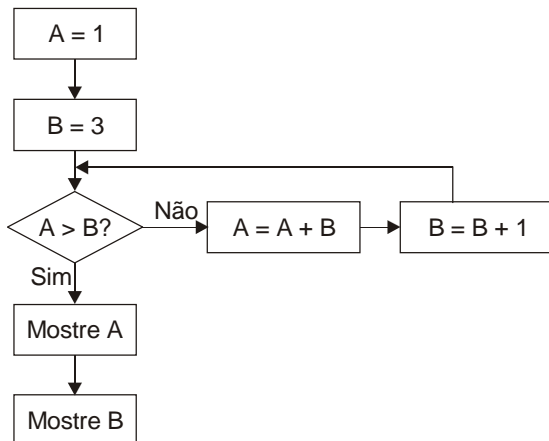 A = 1
B = 3
A > B?
Não
A = A + B
B = B + 1
Sim
Mostre A
Mostre B